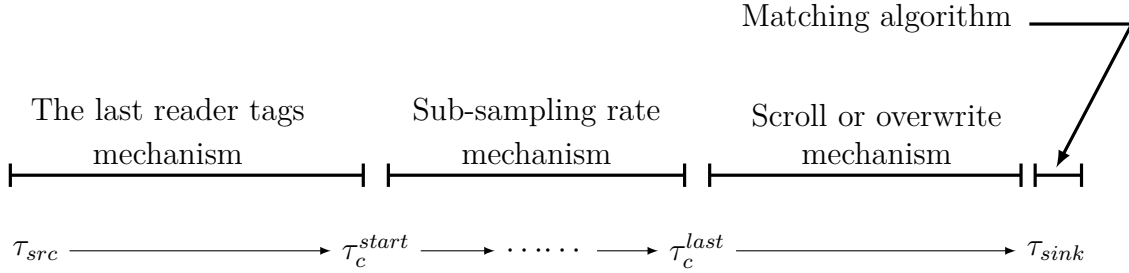 Matching algorithm
The last reader tags
mechanism
Sub-sampling rate
mechanism
Scroll or overwrite
mechanism
τ_src τ_c^start ······ τ_c^last τ_sink